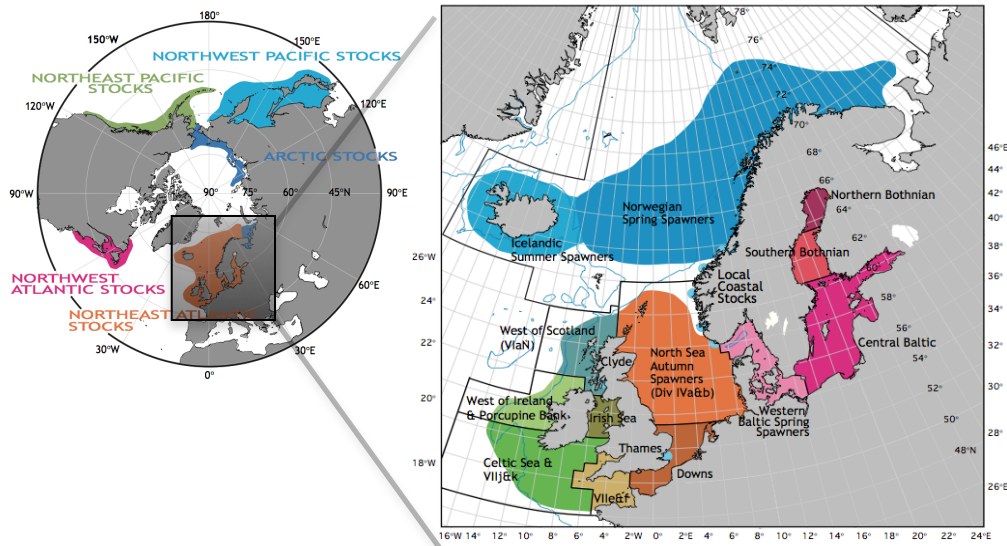 180°
150°W
150°E
NORTHWEST PACIFIC STOCKS
NORTHEAST PACIFIC
STOCKS
120°W
120°E
ARCTIC STOCKS
90°W
90°
75°
60°
45°N
90°E
NORTHWEST
ATLANTIC STOCKS
60°E
NORTHEAST ATLANTIC
STOCKS
30°W
30°E
0°
78°
76°
74°
72°
70°
68°
66°
64°
62°
60°
58°
56°
54°
52°
50°
48°N
46°E
44°E
42°E
40°E
38°E
36°E
34°E
32°E
30°E
28°E
26°E
26°W
24°W
22°W
20°W
18°W
Norwegian
Spring Spawners
Icelandic
Summer Spawners
Northern Bothnian
Southern Bothnian
Local
Coastal
Stocks
Central Baltic
West of Scotland
(VIaN)
Clyde
North Sea
Autumn
Spawners
(Div IVa&b)
West of Ireland
& Porcupine Bank
Irish Sea
Western
Baltic Spring
Spawners
Thames
Celtic Sea &
VIIj&k
Downs
VIIe&f
16°W 14°W 12°W 10°W 8°W 6°W 4°W 2°W 0°E 2°E 4°E 6°E 8°E 10°E 12°E 14°E 16°E 18°E 20°E 22°E 24°E